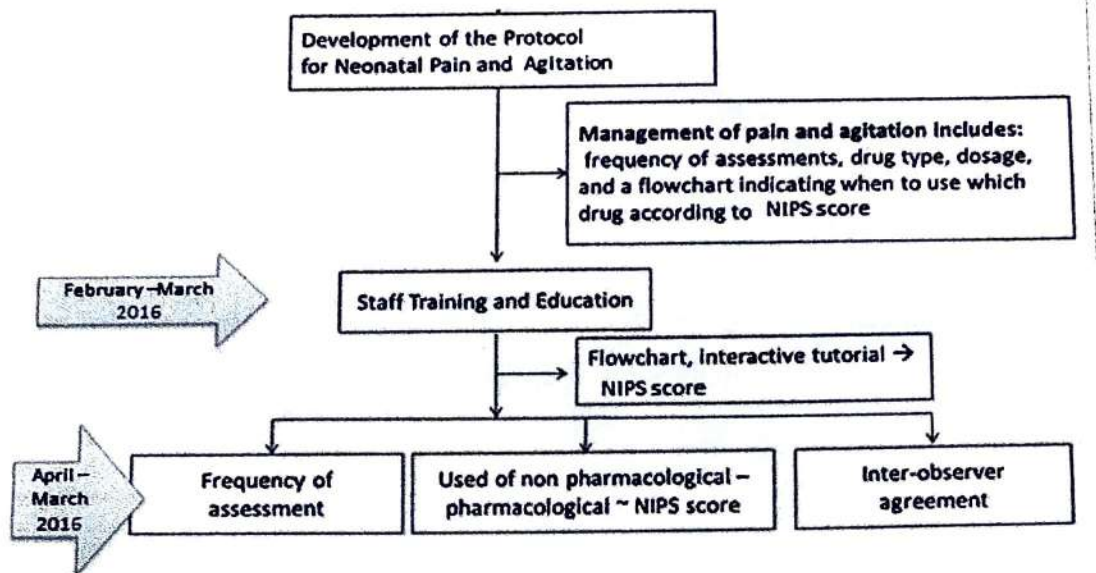 Development of the Protocol
for Neonatal Pain and Agitation
Management of pain and agitation includes:
frequency of assessments, drug type, dosage,
and a flowchart indicating when to use which
drug according to NIPS score
February–March
2016
Staff Training and Education
Flowchart, interactive tutorial →
NIPS score
April –
March
2016
Frequency of
assessment
Used of non pharmacological –
pharmacological ~ NIPS score
Inter-observer
agreement